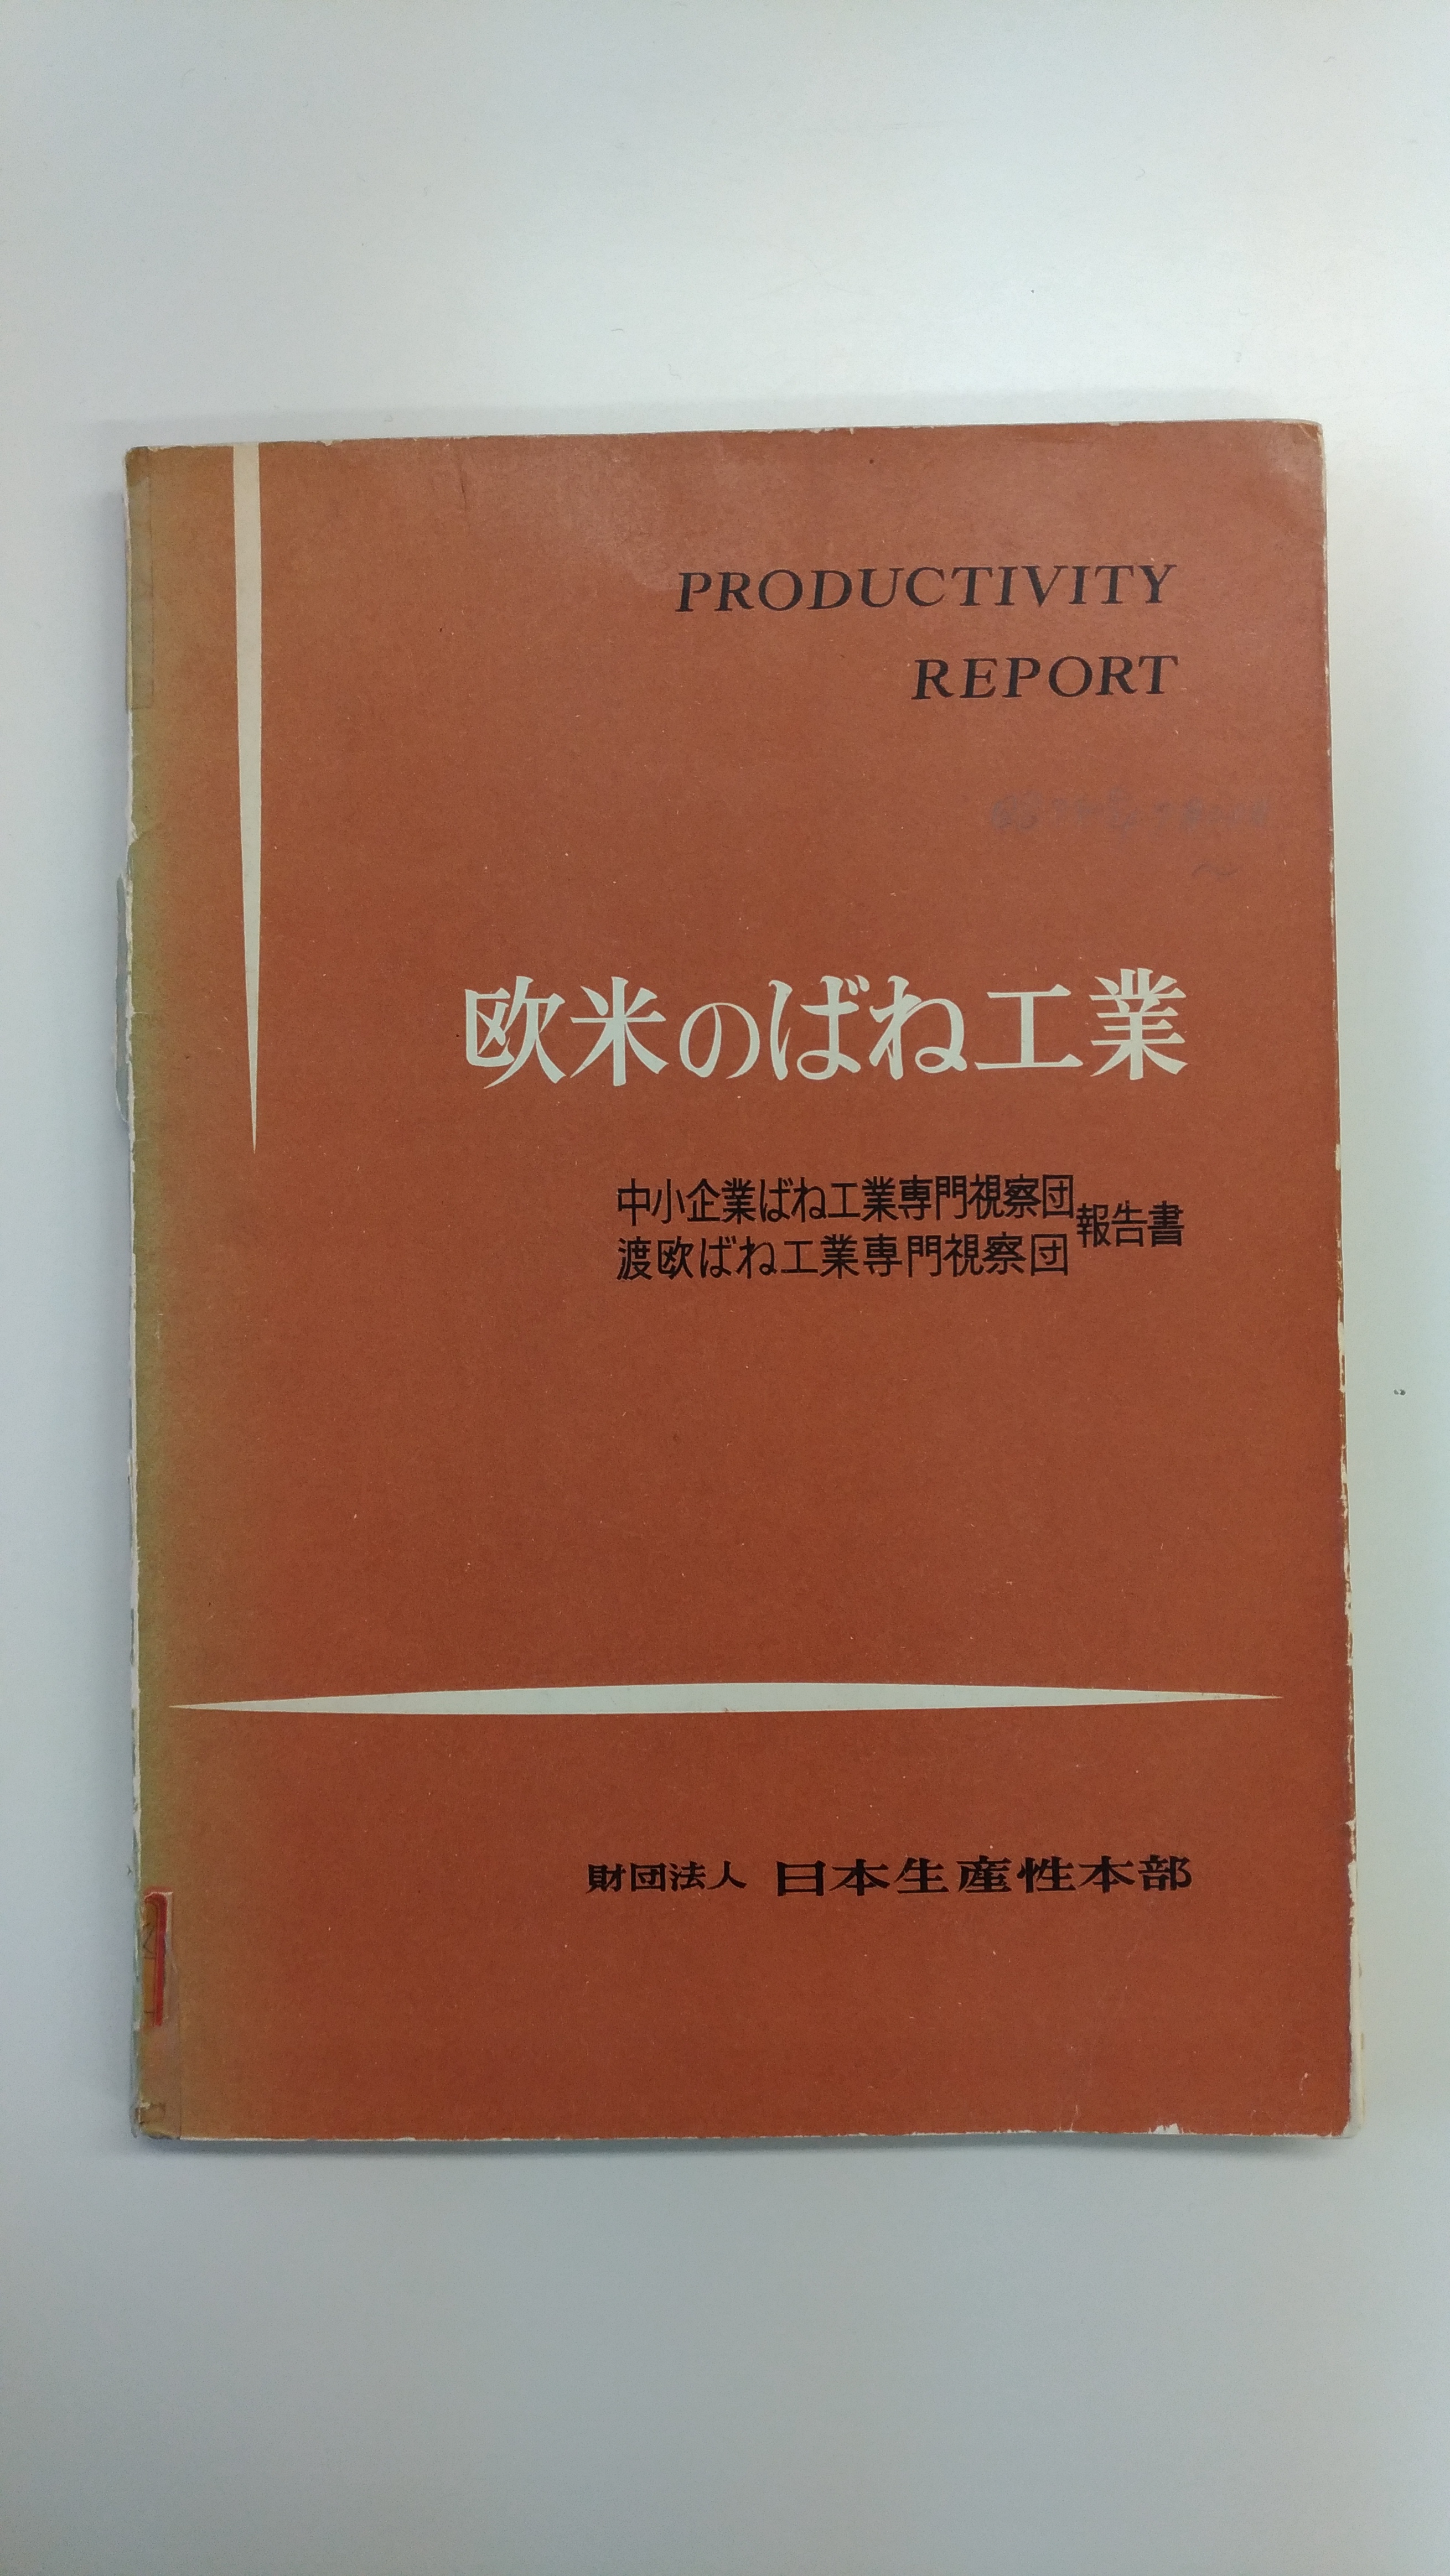 PRODUCTIVITY
REPORT
欧米のばね工業
中小企業ばね工業専門視察団
渡欧ばね工業専門視察団
報告書
財団法人 日本生産性本部